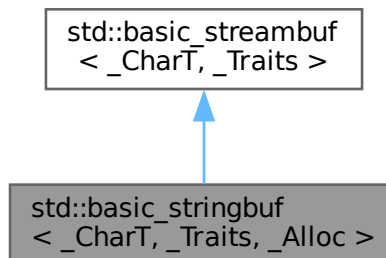 std::basic_streambuf
< _CharT, _Traits >
std::basic_stringbuf
< _CharT, _Traits, _Alloc >